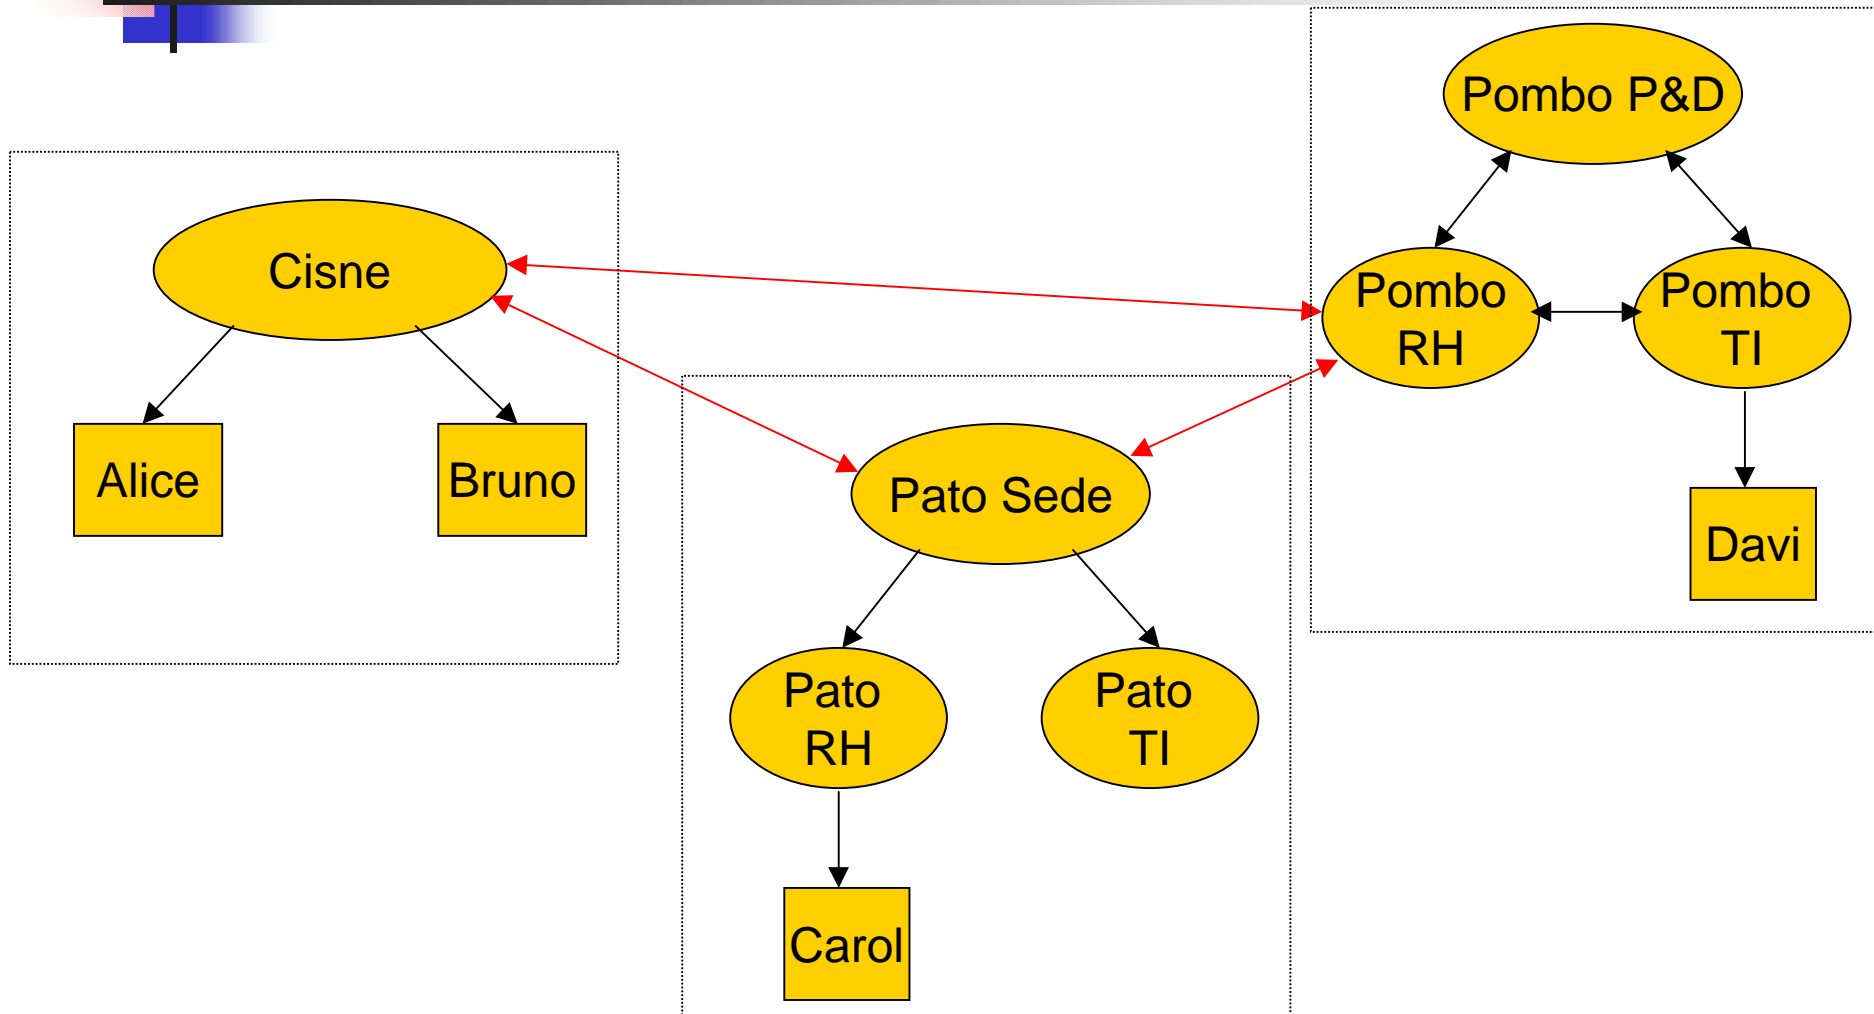 Pombo P&D
Cisne
Pombo
RH
Pombo
TI
Alice
Bruno
Pato Sede
Davi
Pato
RH
Pato
TI
Carol